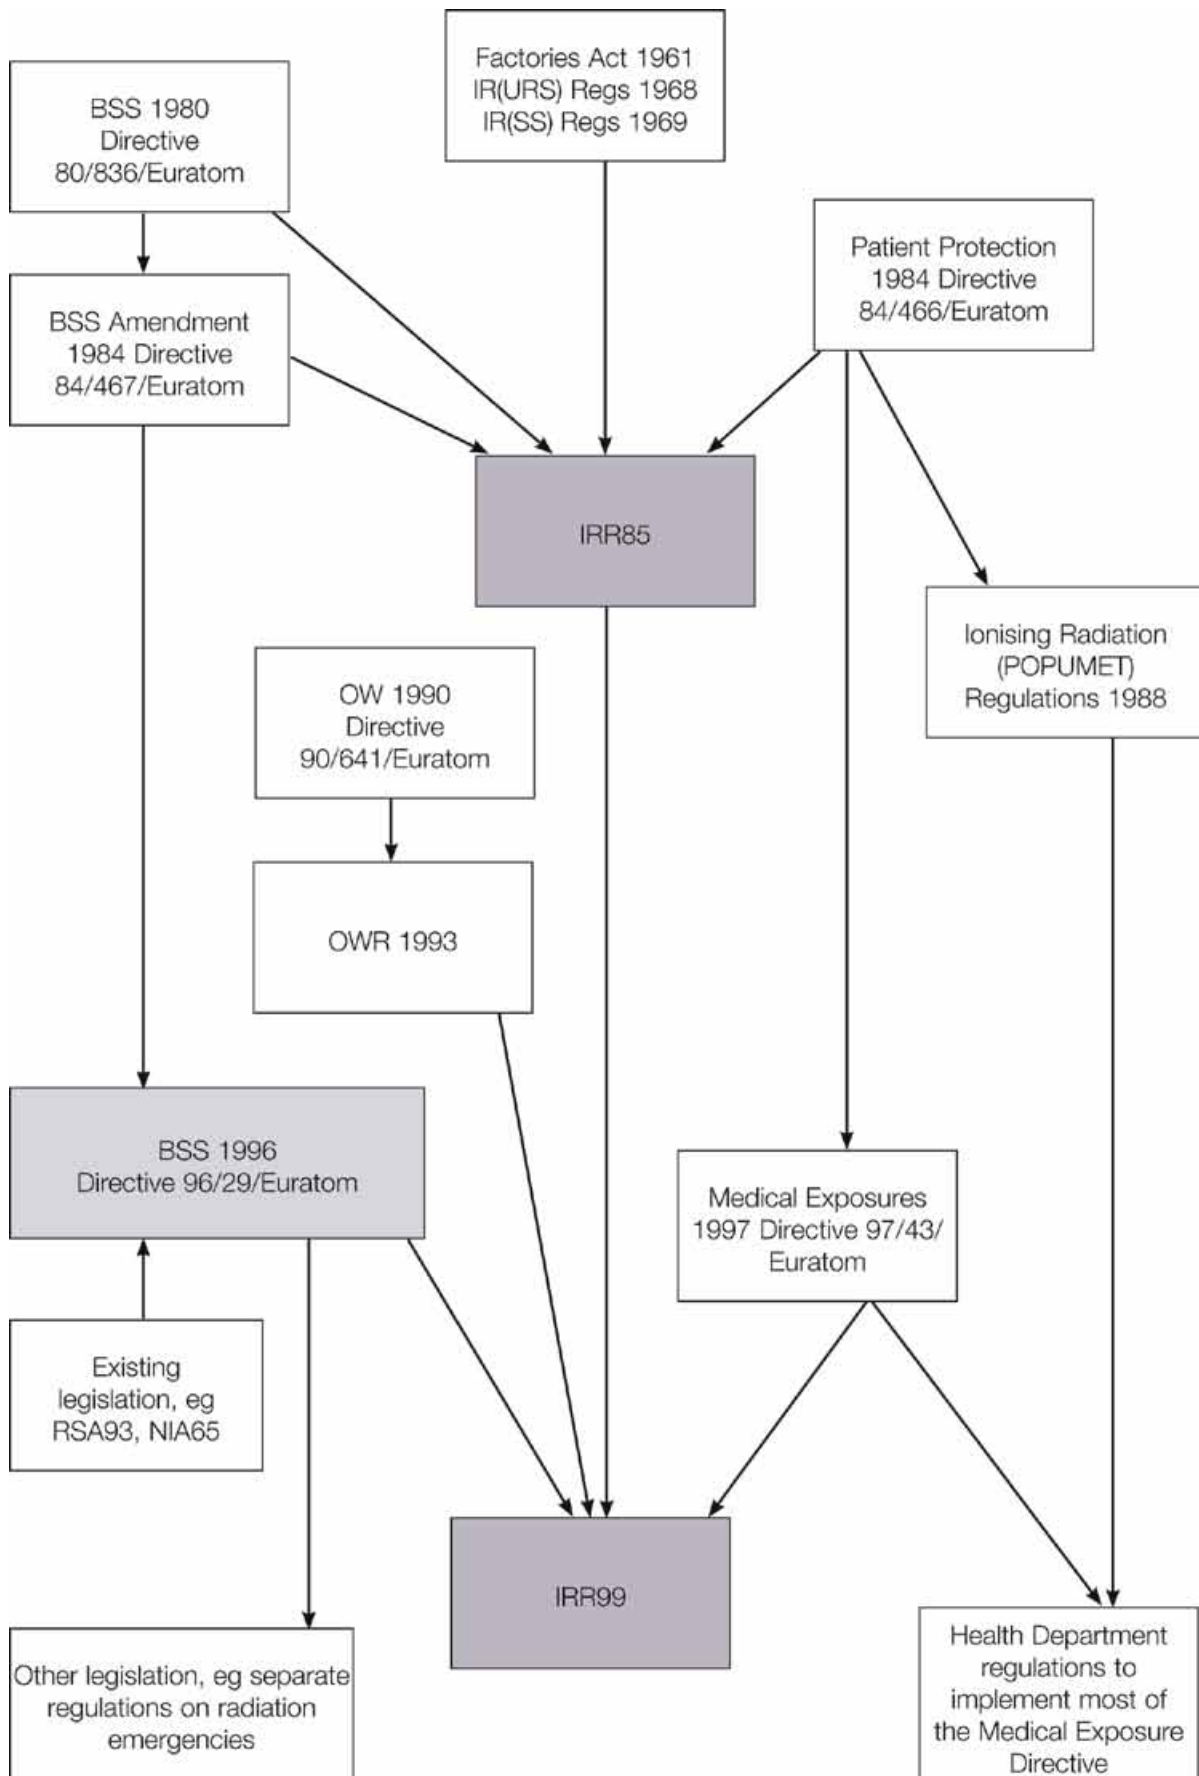 Factories Act 1961
IR(URS) Regs 1968
IR(SS) Regs 1969
BSS 1980
Directive
80/836/Euratom
Patient Protection
1984 Directive
84/466/Euratom
BSS Amendment
1984 Directive
84/467/Euratom
IRR85
Ionising Radiation
(POPUMET)
Regulations 1988
OW 1990
Directive
90/641/Euratom
OWR 1993
BSS 1996
Directive 96/29/Euratom
Medical Exposures
1997 Directive 97/43/
Euratom
Existing
legislation, eg
RSA93, NIA65
IRR99
Other legislation, eg separate
regulations on radiation
emergencies
Health Department
regulations to
implement most of
the Medical Exposure
Directive